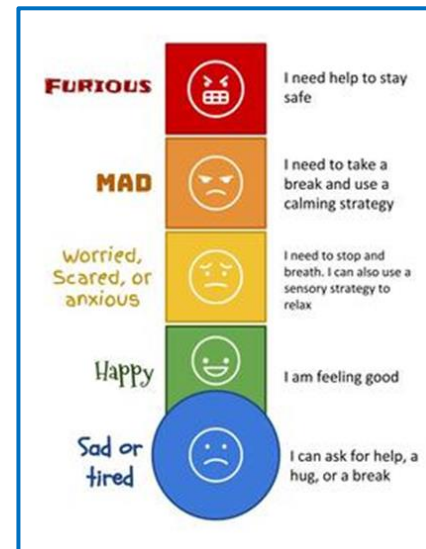 FURIOUS
I need help to stay
safe
MAD
I need to take a
break and use a
calming strategy
Worried,
Scared, or
anxious
I need to stop and
breath. I can also use a
sensory strategy to
relax
Happy
I am feeling good
Sad or
tired
I can ask for help, a
hug, or a break